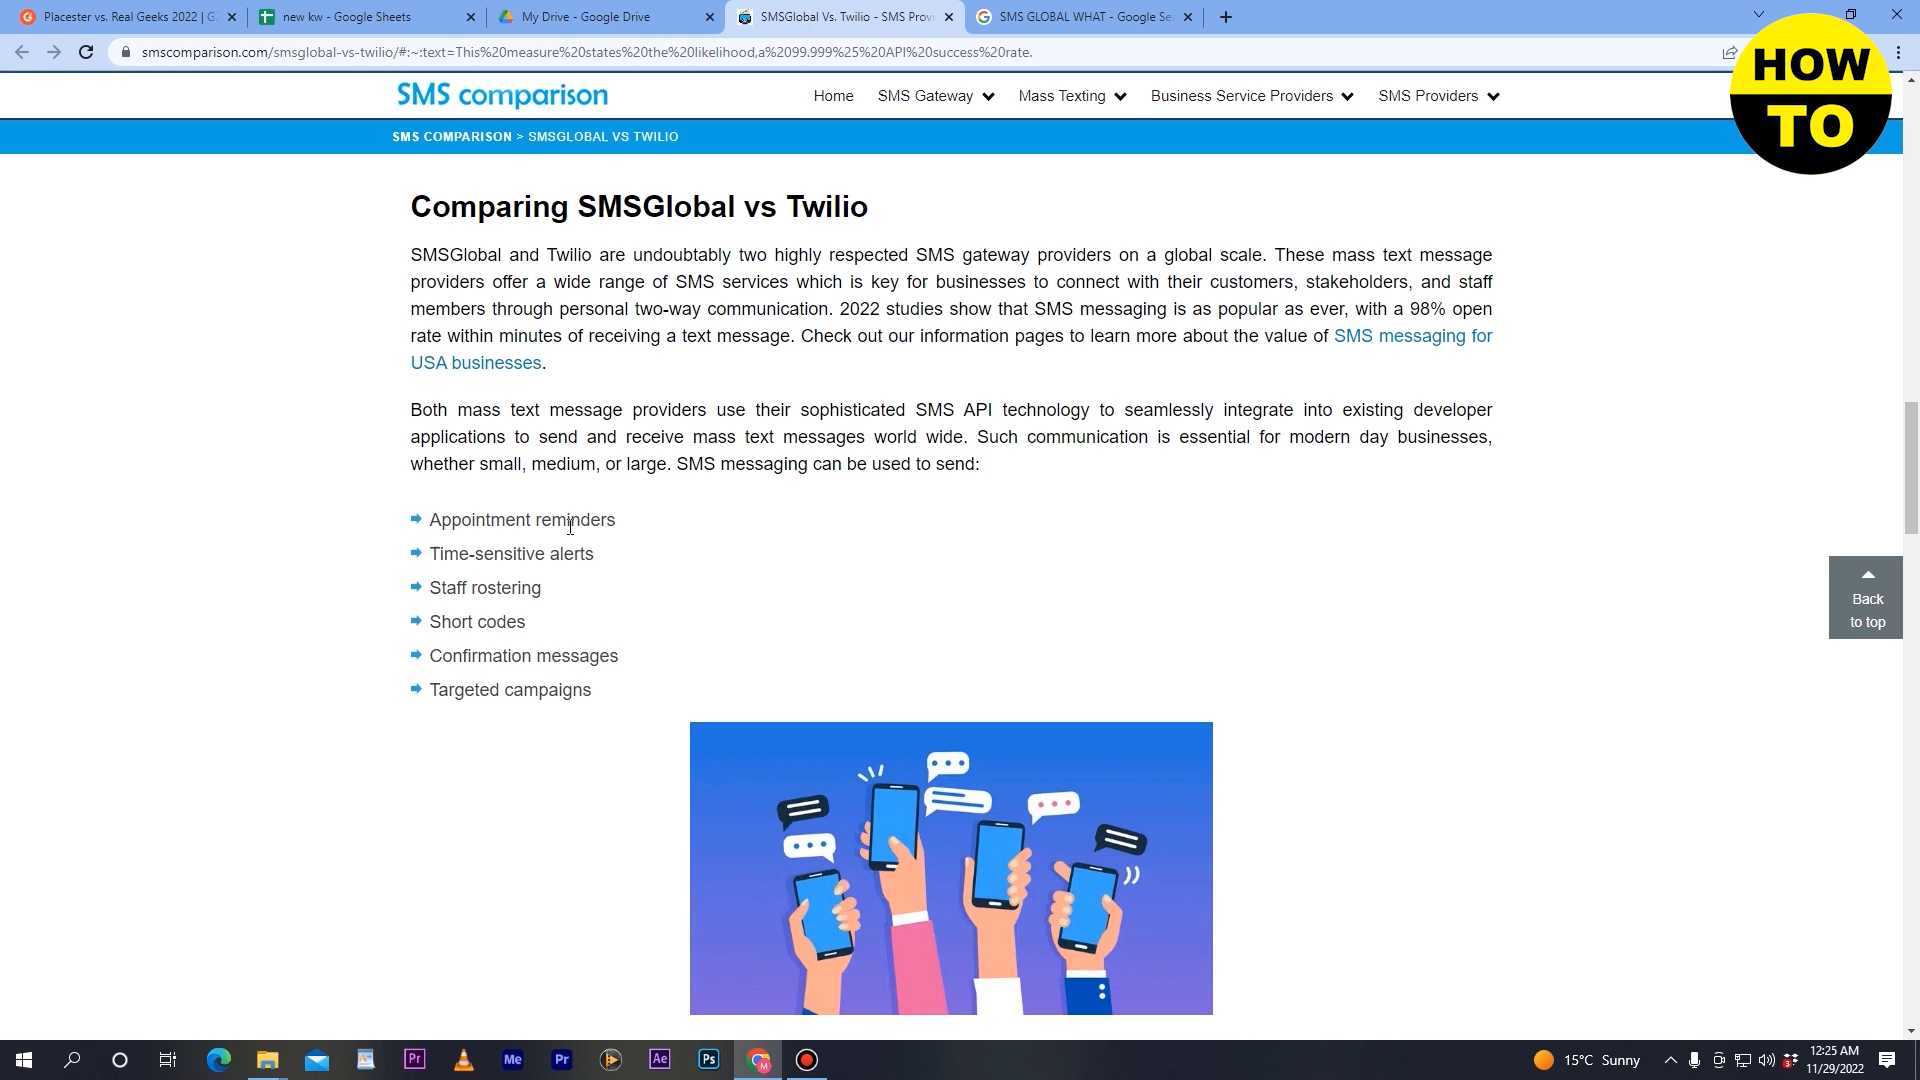 Placester vs. Real Geeks 2022 | G
new kw - Google Sheets
My Drive - Google Drive
SMSGlobal Vs. Twilio - SMS Prov
SMS GLOBAL WHAT - Google Se
smscomparison.com/smsglobal-vs-twilio/#:~:text=This%20measure%20states%20the%20likelihood,a%2099.999%25%20API%20success%20rate.
HOW
TO
SMS comparison
Home
SMS Gateway
Mass Texting
Business Service Providers
SMS Providers
SMS COMPARISON > SMSGLOBAL VS TWILIO
Comparing SMSGlobal vs Twilio
SMSGlobal and Twilio are undoubtably two highly respected SMS gateway providers on a global scale. These mass text message
providers offer a wide range of SMS services which is key for businesses to connect with their customers, stakeholders, and staff
members through personal two-way communication. 2022 studies show that SMS messaging is as popular as ever, with a 98% open
rate within minutes of receiving a text message. Check out our information pages to learn more about the value of SMS messaging for
USA businesses.
Both mass text message providers use their sophisticated SMS API technology to seamlessly integrate into existing developer
applications to send and receive mass text messages world wide. Such communication is essential for modern day businesses,
whether small, medium, or large. SMS messaging can be used to send:
Appointment reminders
Time-sensitive alerts
Staff rostering
Short codes
Confirmation messages
Targeted campaigns
Back
to top
Pr
Me
Pr
Ae
Ps
M
15°C Sunny
3
12:25 AM
11/29/2022